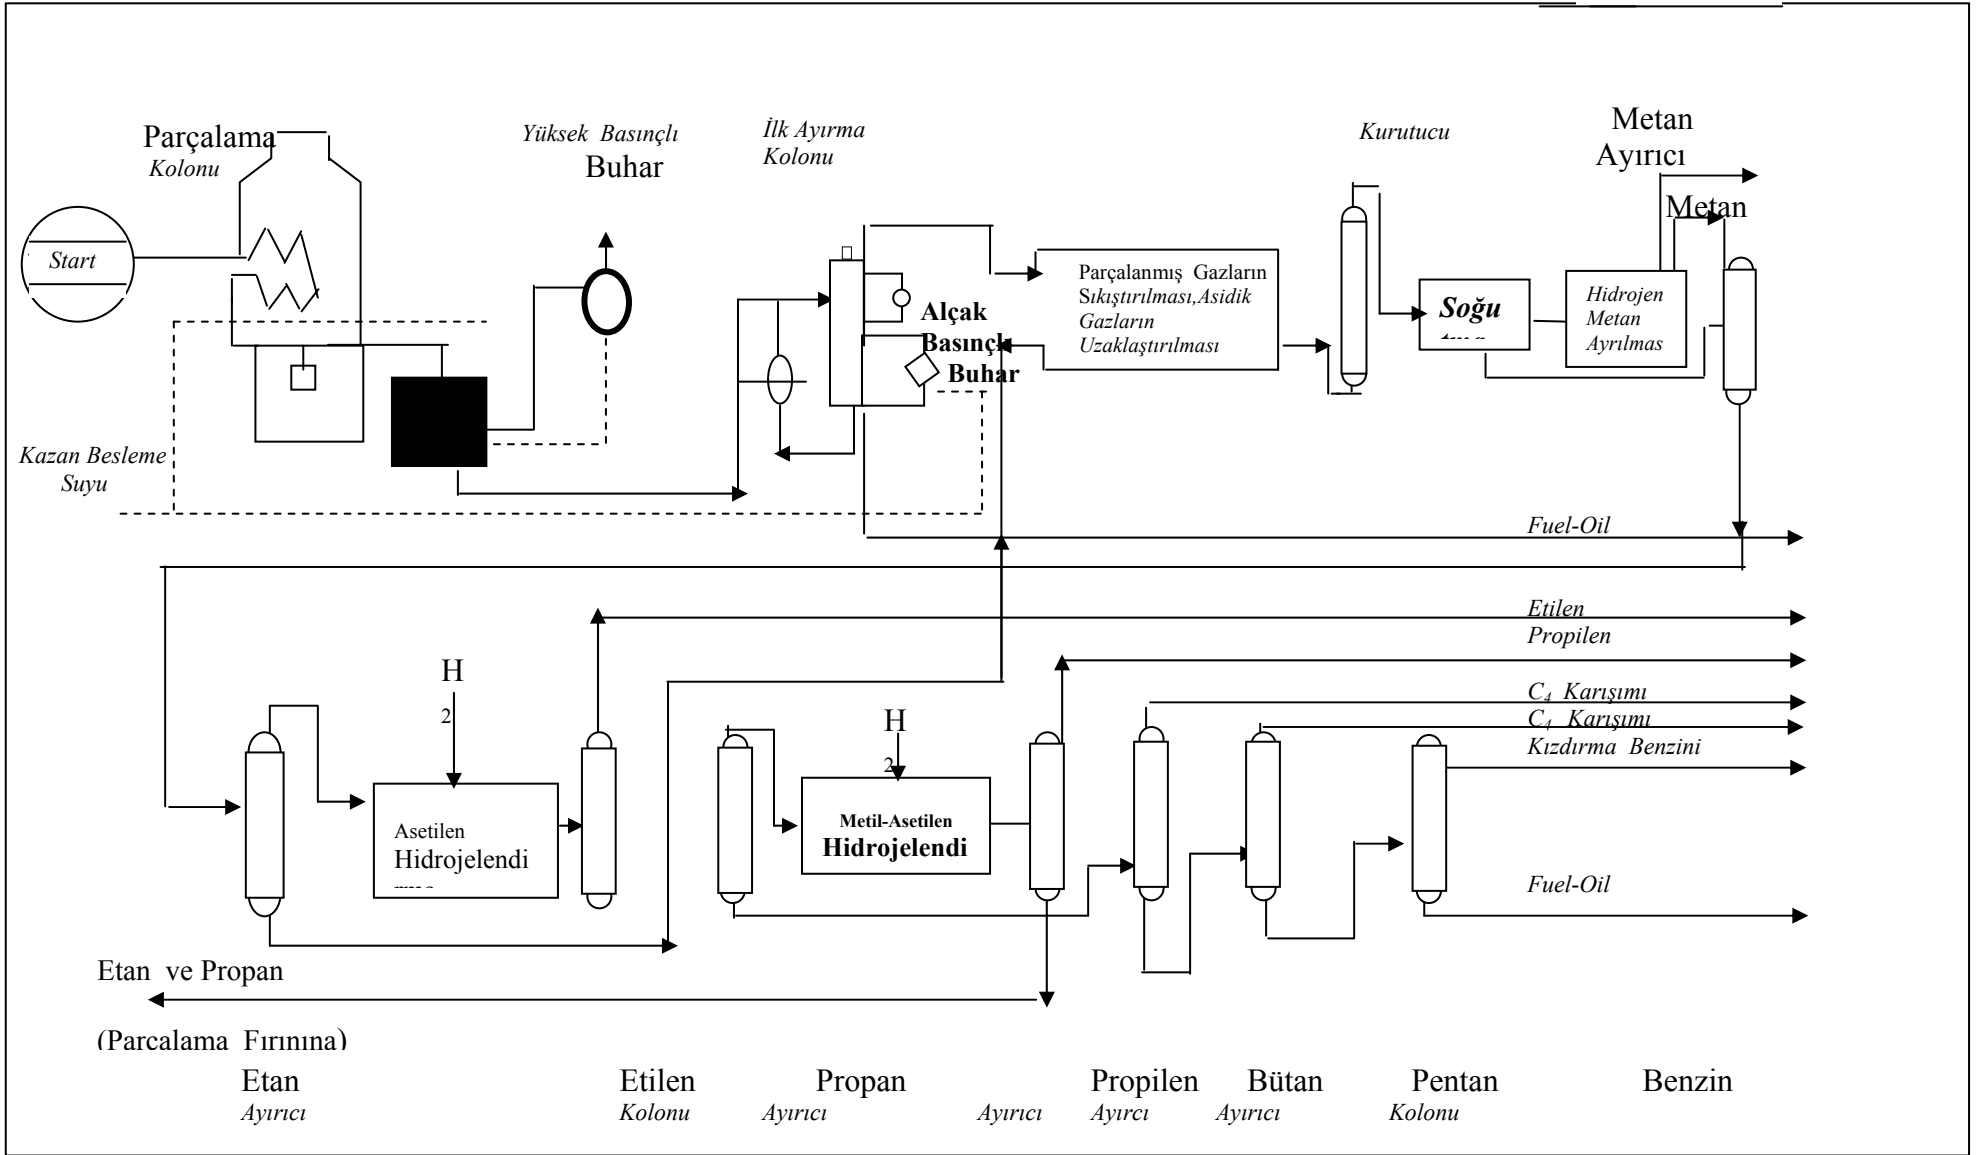 Parçalama
Kolonu
Yüksek Basınçlı
Buhar
İlk Ayırma
Kolonu
Kurutucu
Metan
Ayırıcı
Metan
Start
Parçalanmış Gazların
Sıkıştırılması,Asidik
Gazların
Uzaklaştırılması
Alçak
Basınçlı
Buhar
Soğu
Hidrojen
Metan
Ayrılmas
Kazan Besleme
Suyu
Fuel-Oil
Etilen
Propilen
C4 Karışımı
C4 Karışımı
Kızdırma Benzini
H
2
H
2
Asetilen
Hidrojelendi
Metil-Asetilen
Hidrojelendi
Fuel-Oil
Etan ve Propan
(Parcalama Fırınına)
Etan Etilen Propan Propilen Bütan Pentan Benzin
Ayırıcı Kolonu Ayırıcı Ayırıcı Ayırcı Ayırıcı Kolonu